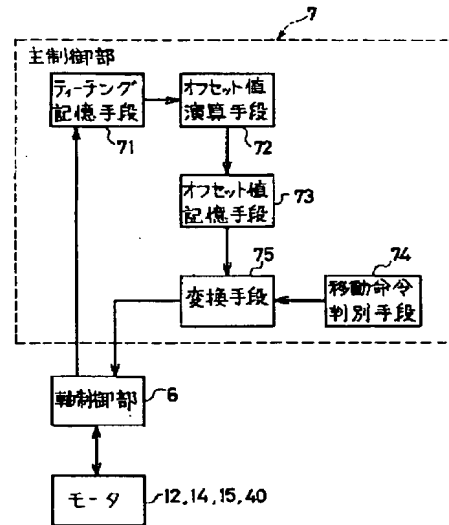 7
主制御部
ティーチング
記憶手段
71
オフセット値
演算手段
72
オフセット値
記憶手段
73
75
変換手段
74
移動命令
判別手段
軸制御部
6
モータ
12,14,15,40